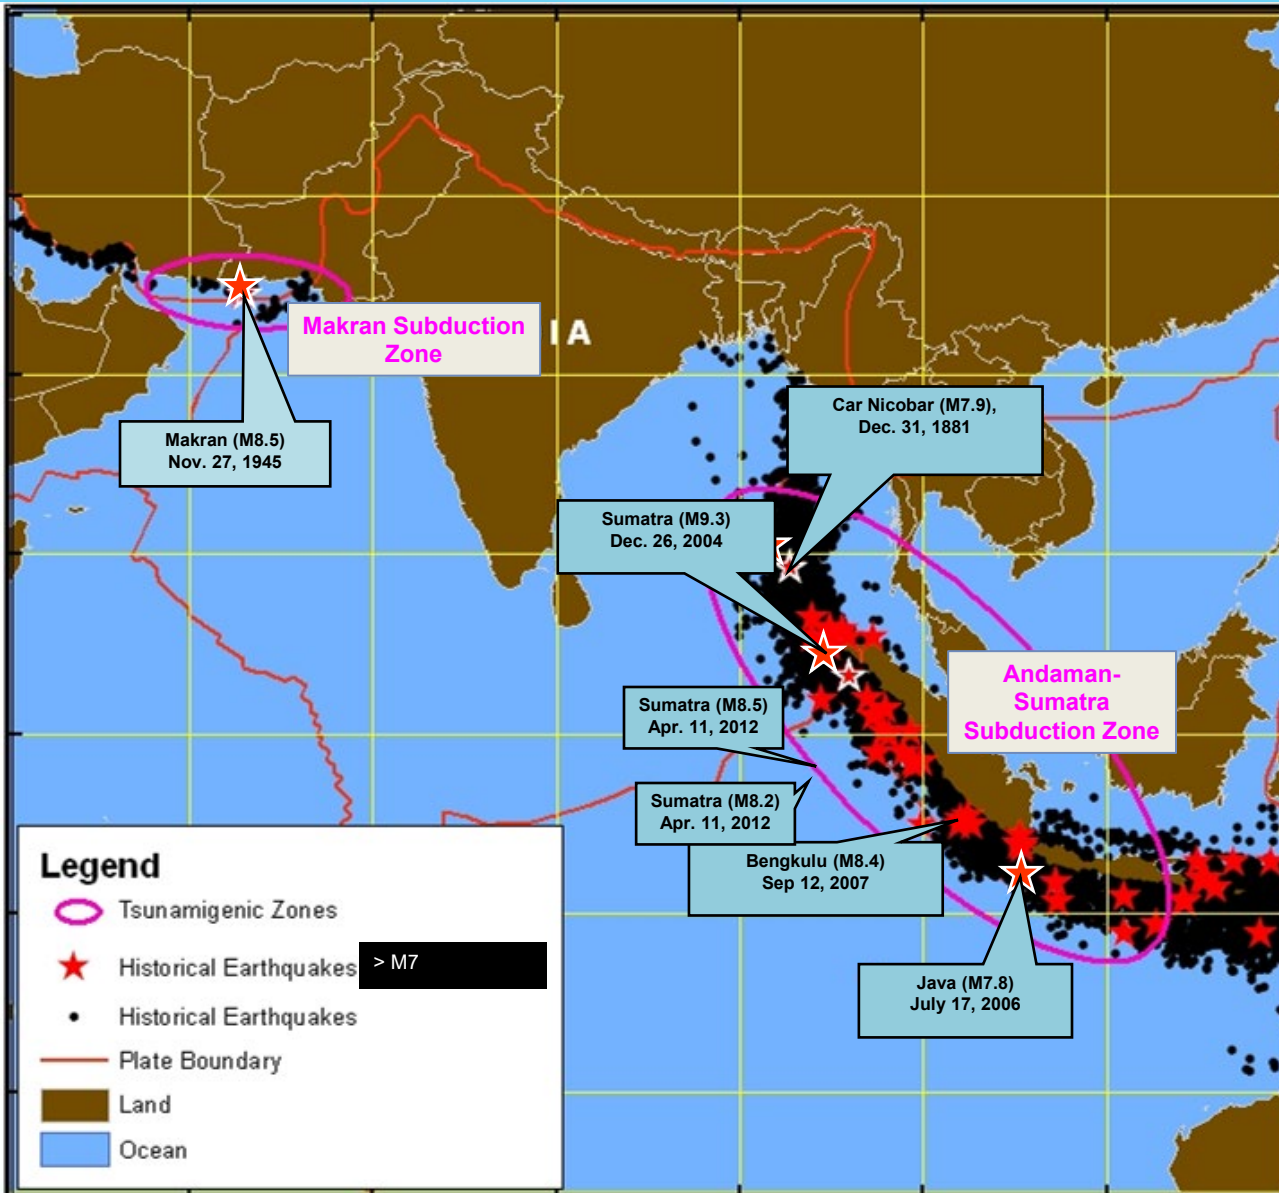 Makran Subduction
Zone
I A
Makran (M8.5)
Nov. 27, 1945
Car Nicobar (M7.9),
Dec. 31, 1881
Sumatra (M9.3)
Dec. 26, 2004
Andaman-
Sumatra
Subduction Zone
Sumatra (M8.5)
Apr. 11, 2012
Sumatra (M8.2)
Apr. 11, 2012
Bengkulu (M8.4)
Sep 12, 2007
Java (M7.8)
July 17, 2006
Legend
Tsunamigenic Zones
Historical Earthquakes > M7
Historical Earthquakes
Plate Boundary
Land
Ocean